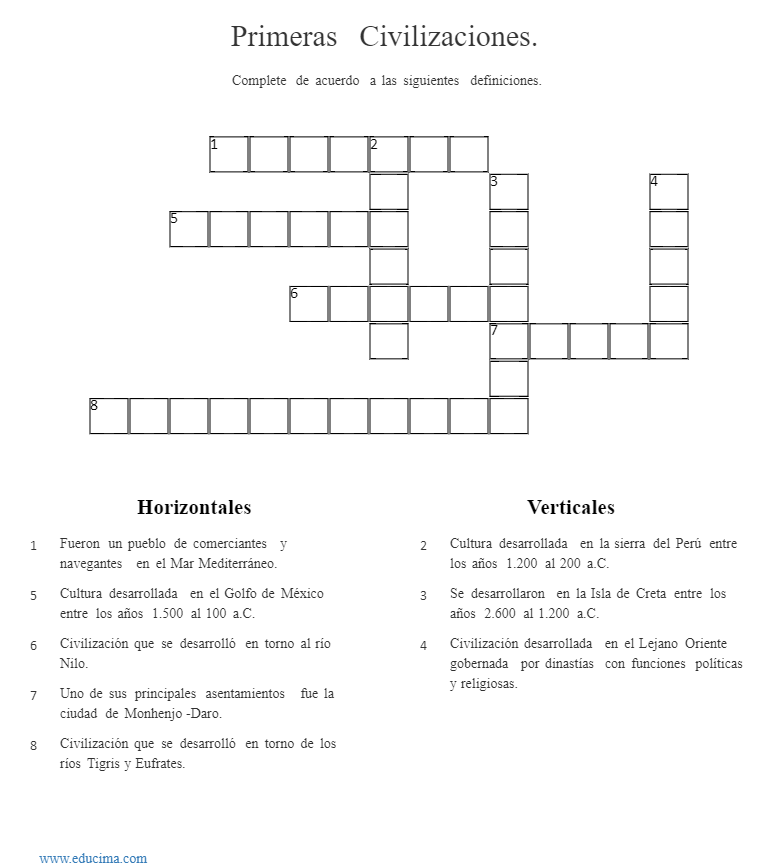 Primeras Civilizaciones.
Complete de acuerdo a las siguientes definiciones.
1 2
3 4
5
6
7
8
Horizontales
1 Fueron un pueblo de comerciantes y
navegantes en el Mar Mediterráneo.
5 Cultura desarrollada en el Golfo de México
entre los años 1.500 al 100 a.C.
6 Civilización que se desarrolló en torno al río
Nilo.
7 Uno de sus principales asentamientos fue la
ciudad de Monhenjo -Daro.
8 Civilización que se desarrolló en torno de los
ríos Tigris y Eufrates.
Verticales
2 Cultura desarrollada en la sierra del Perú entre
los años 1.200 al 200 a.C.
3 Se desarrollaron en la Isla de Creta entre los
años 2.600 al 1.200 a.C.
4 Civilización desarrollada en el Lejano Oriente
gobernada por dinastías con funciones políticas
y religiosas.
www.educima.com